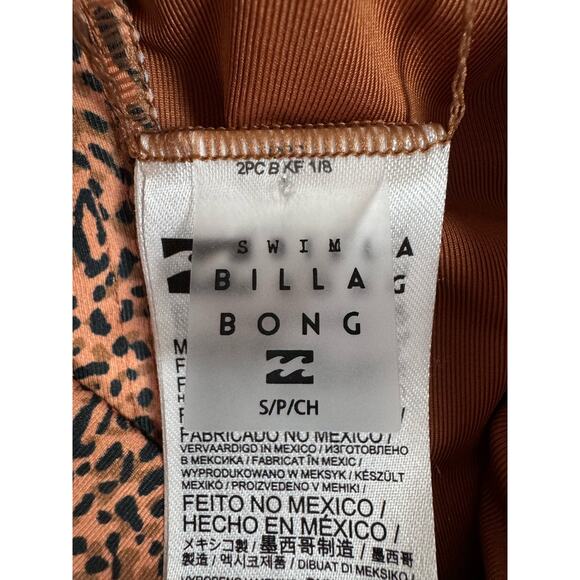 2PC B KF 1/8
SWIM
BILLA
BONG
S/P/CH
FABRICADO NO MÉXICO /
VERVAARDIGD IN MEXICO / ИЗГОТОВЛЕНО
В МЕКСИКА / FABRICAT ÎN MEXIC /
WYPRODUKOWANO W MEKSYK / KÉSZÜLT
MEXIKÓ / PROIZVEDENO V MEHIKI /
FEITO NO MEXICO /
HECHO EN MÉXICO /
メキシコ製 / 墨西哥制造 / 墨西哥
製造 / 멕시코제품 / DIBUAT DI MEKSIKO /